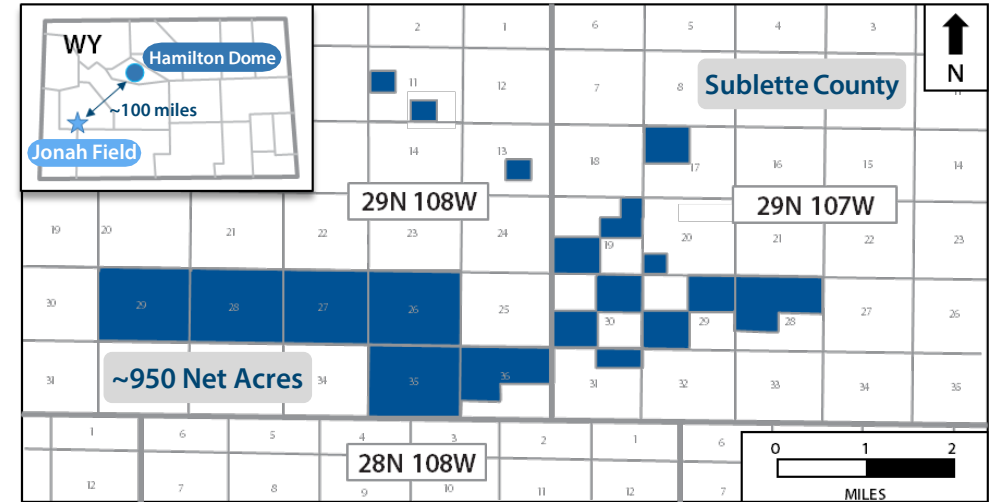 WY
Hamilton Dome
~100 miles
Jonah Field
2 1 6 5 4 3
N
Sublette County
11 12 7 8
14 13 18 17 16 15 14
29N 108W
29N 107W
19 20 21 22 23 24 19 20 21 22 23
30 29 28 27 26 25 30 29 28 27 26
31 34 35 36 31 32 33 34 35
~950 Net Acres
1 6 5 4 3 2 1 6
28N 108W
12 7 8 9 10 11 12 7
0 1 2
MILES